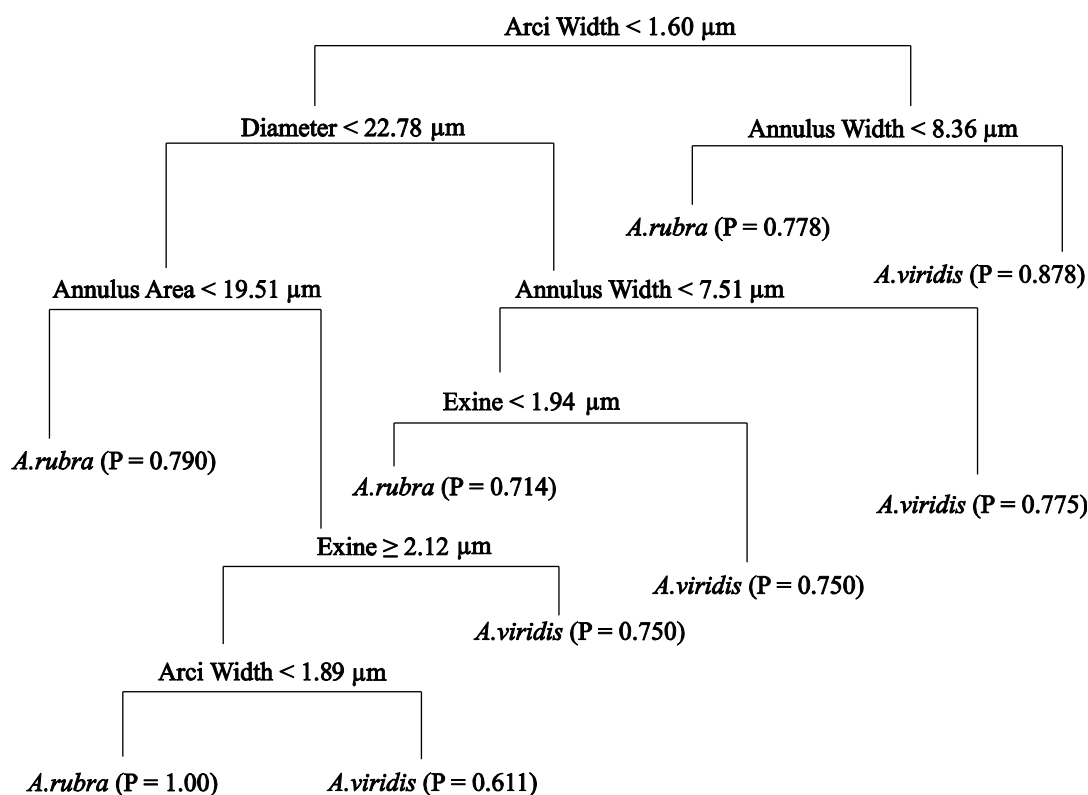 Arci Width < 1.60 µm
Diameter < 22.78 µm
Annulus Width < 8.36 µm
A.rubra (P = 0.778)
A.viridis (P = 0.878)
Annulus Area < 19.51 µm
Annulus Width < 7.51 µm
Exine < 1.94 µm
A.rubra (P = 0.790)
A.rubra (P = 0.714)
A.viridis (P = 0.775)
Exine ≥ 2.12 µm
A.viridis (P = 0.750)
A.viridis (P = 0.750)
Arci Width < 1.89 µm
A.rubra (P = 1.00)
A.viridis (P = 0.611)